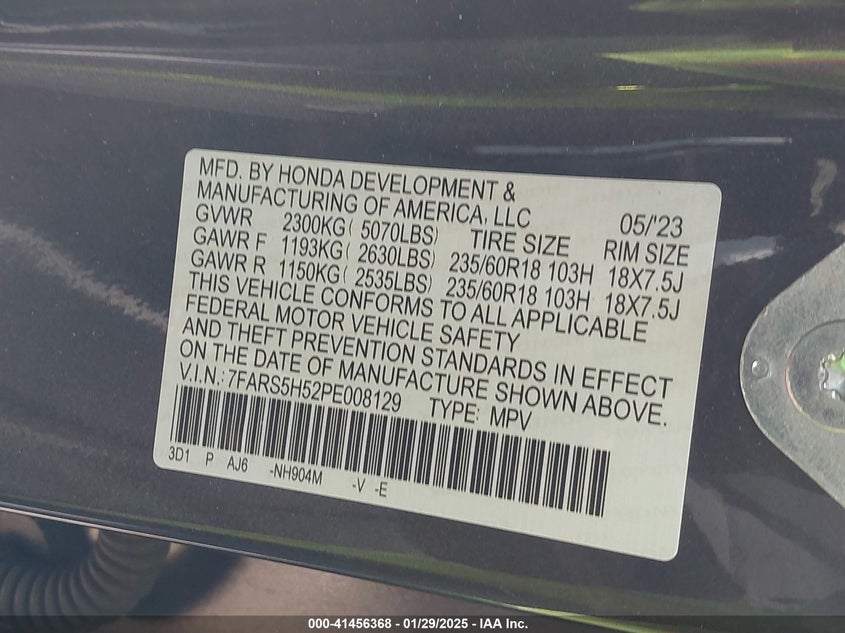 MFD. BY HONDA DEVELOPMENT &
MANUFACTURING OF AMERICA, LLC 05/'23
GVWR 2300KG( 5070LBS) TIRE SIZE RIM SIZE
GAWR F 1193KG( 2630LBS) 235/60R18 103H 18X7.5J
GAWR R 1150KG( 2535LBS) 235/60R18 103H 18X7.5J
THIS VEHICLE CONFORMS TO ALL APPLICABLE
FEDERAL MOTOR VEHICLE SAFETY
AND THEFT PREVENTION STANDARDS IN EFFECT
ON THE DATE OF MANUFACTURE SHOWN ABOVE.
V.I.N.: 7FARS5H52PE008129 TYPE: MPV
3D1 P AJ6 -NH904M -V -E
000-41456368 - 01/29/2025 - IAA Inc.